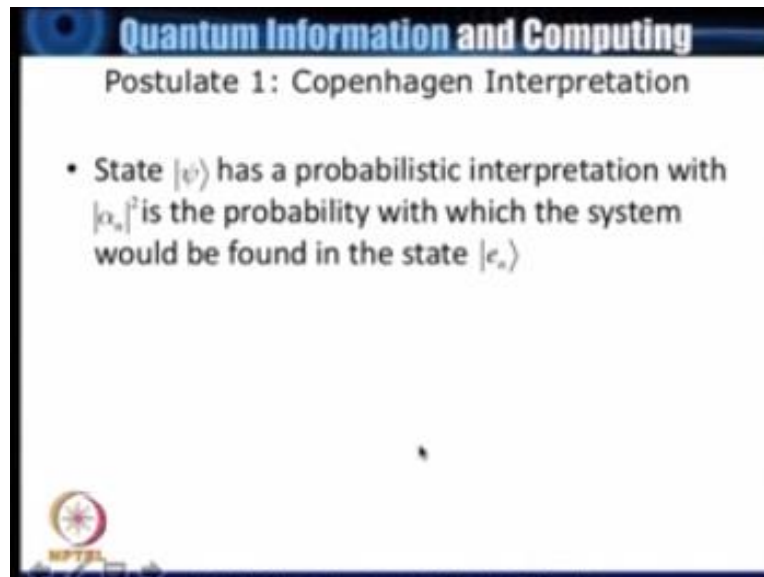 Quantum Information and Computing
Postulate 1: Copenhagen Interpretation
• State |ψ⟩ has a probabilistic interpretation with
|αₙ|² is the probability with which the system
would be found in the state |eₙ⟩
NPTEL